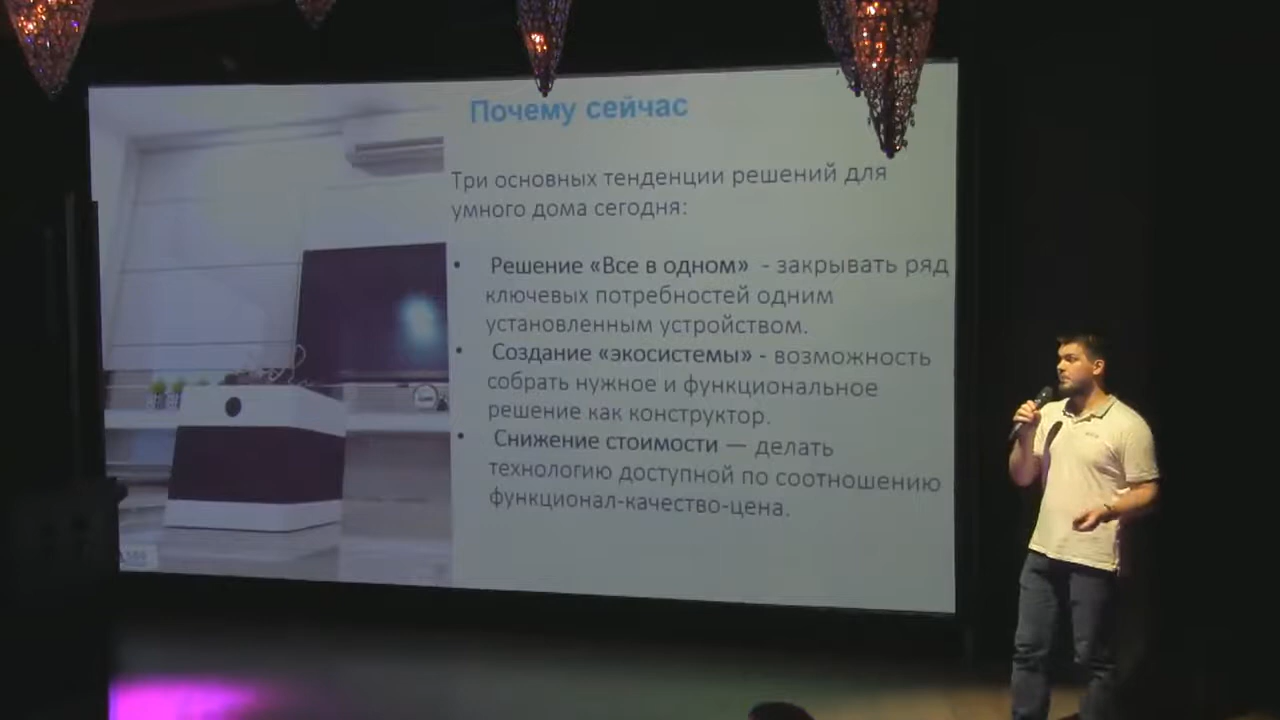 Почему сейчас
Три основных тенденции решений для
умного дома сегодня:
• Решение «Все в одном» - закрывать ряд
ключевых потребностей одним
установленным устройством.
• Создание «экосистемы» - возможность
собрать нужное и функциональное
решение как конструктор.
• Снижение стоимости — делать
технологию доступной по соотношению
функционал-качество-цена.